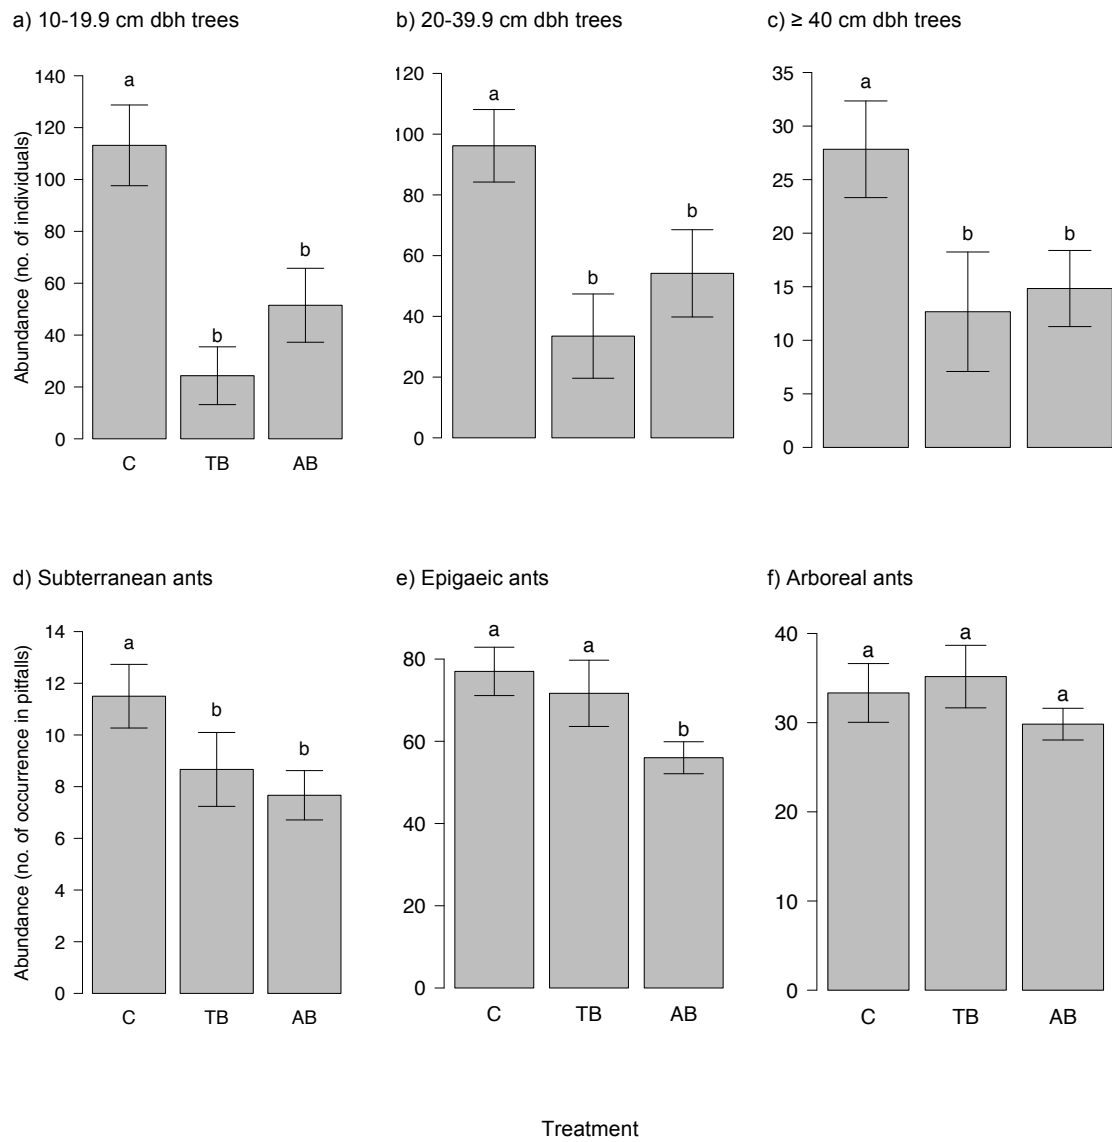 a) 10-19.9 cm dbh trees
b) 20-39.9 cm dbh trees
c) ≥ 40 cm dbh trees
Abundance (no. of individuals)
140
120
100
80
60
40
20
0
a
b
b
C TB AB
120
100
80
60
40
20
0
a
b
b
35
30
25
20
15
10
5
0
a
b
b
d) Subterranean ants
e) Epigaeic ants
f) Arboreal ants
Abundance (no. of occurrence in pitfalls)
14
12
10
8
6
4
2
0
a
b
b
C TB AB
80
60
40
20
0
a
a
b
C TB AB
40
30
20
10
0
a
a
a
C TB AB
Treatment